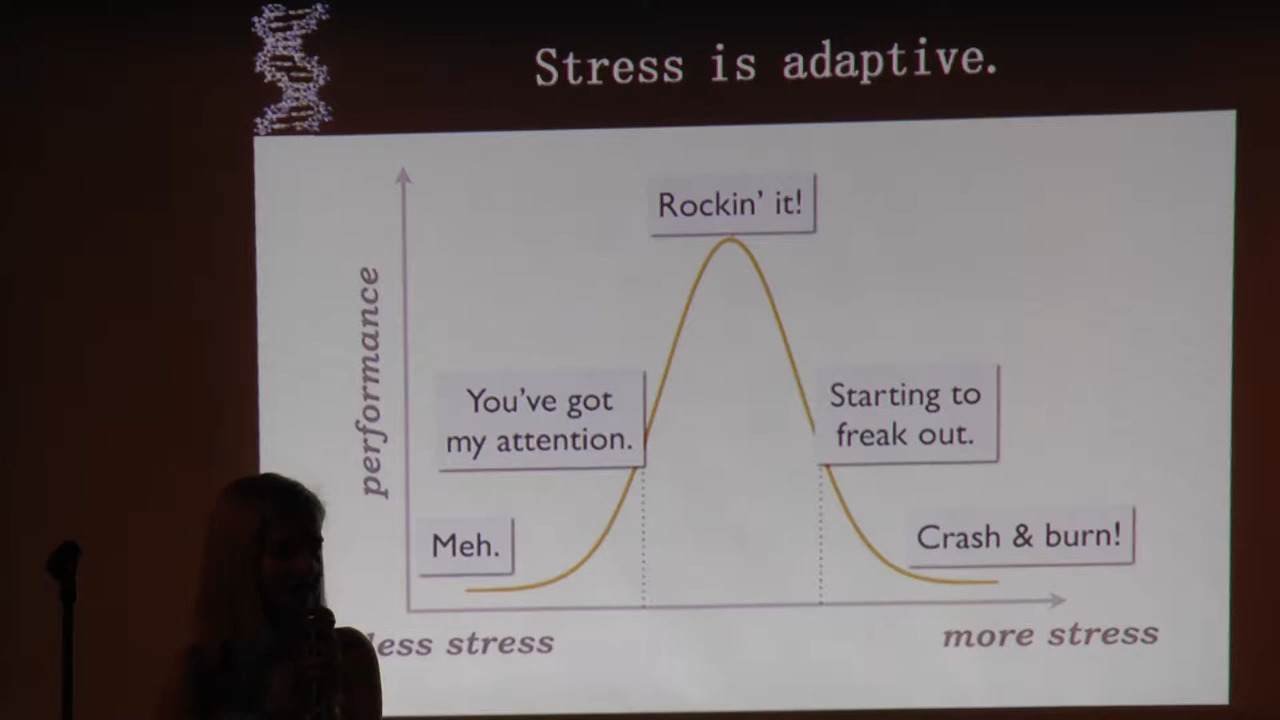 Stress is adaptive.
Rockin' it!
performance
You've got
my attention.
Starting to
freak out.
Meh.
Crash & burn!
less stress
more stress